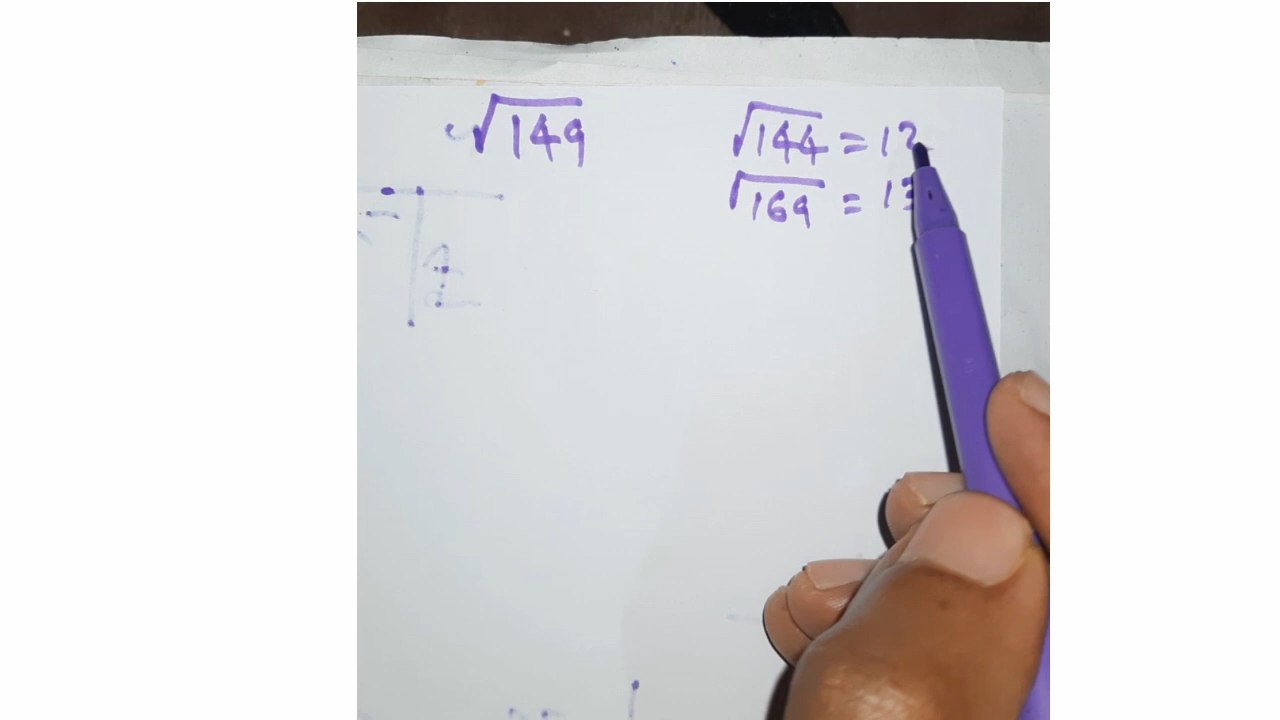 √149
√144 = 12
√169 = 13